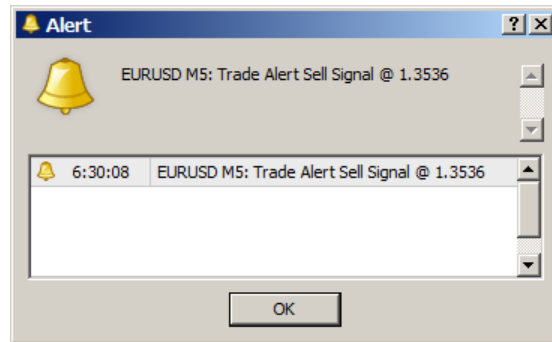 Alert
EURUSD M5: Trade Alert Sell Signal @ 1.3536
6:30:08 EURUSD M5: Trade Alert Sell Signal @ 1.3536
OK